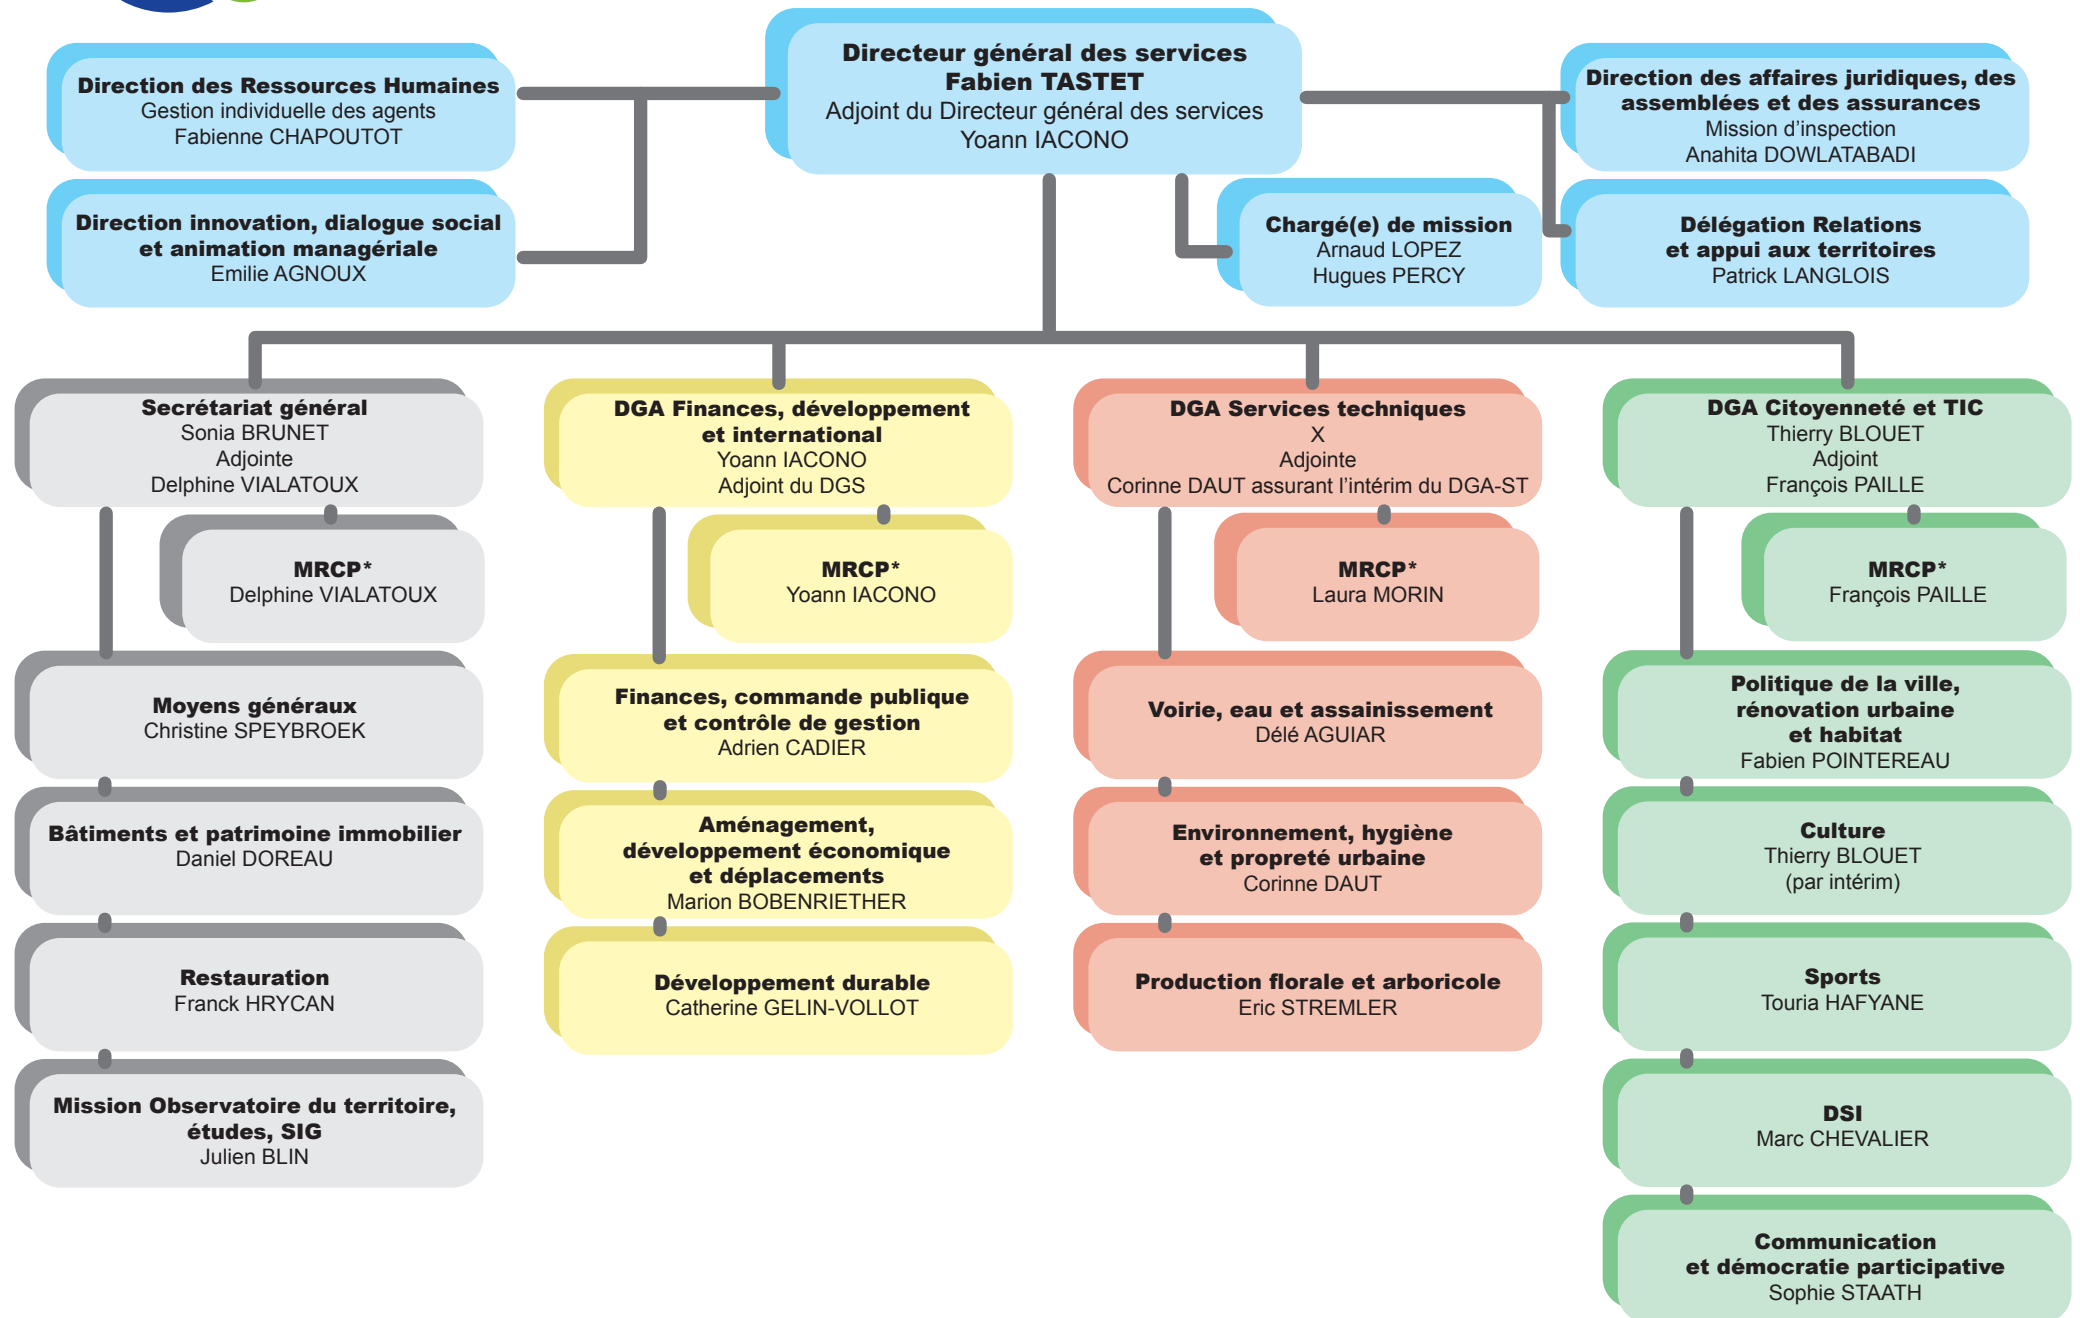 Directeur général des services
Fabien TASTET
Adjoint du Directeur général des services
Yoann IACONO
Direction des Ressources Humaines
Gestion individuelle des agents
Fabienne CHAPOUTOT
Direction innovation, dialogue social
et animation managériale
Emilie AGNOUX
Chargé(e) de mission
Arnaud LOPEZ
Hugues PERCY
Direction des affaires juridiques, des
assemblées et des assurances
Mission d'inspection
Anahita DOWLATABADI
Délégation Relations
et appui aux territoires
Patrick LANGLOIS
Secrétariat général
Sonia BRUNET
Adjointe
Delphine VIALATOUX
MRCP*
Delphine VIALATOUX
Moyens généraux
Christine SPEYBROEK
Bâtiments et patrimoine immobilier
Daniel DOREAU
Restauration
Franck HRYCAN
Mission Observatoire du territoire,
études, SIG
Julien BLIN
DGA Finances, développement
et international
Yoann IACONO
Adjoint du DGS
MRCP*
Yoann IACONO
Finances, commande publique
et contrôle de gestion
Adrien CADIER
Aménagement,
développement économique
et déplacements
Marion BOBENRIETHER
Développement durable
Catherine GELIN-VOLLOT
DGA Services techniques
X
Adjointe
Corinne DAUT assurant l'intérim du DGA-ST
MRCP*
Laura MORIN
Voirie, eau et assainissement
Délé AGUIAR
Environnement, hygiène
et propreté urbaine
Corinne DAUT
Production florale et arboricole
Eric STREMLER
DGA Citoyenneté et TIC
Thierry BLOUET
Adjoint
François PAILLE
MRCP*
François PAILLE
Politique de la ville,
rénovation urbaine
et habitat
Fabien POINTEREAU
Culture
Thierry BLOUET
(par intérim)
Sports
Touria HAFYANE
DSI
Marc CHEVALIER
Communication
et démocratie participative
Sophie STAATH